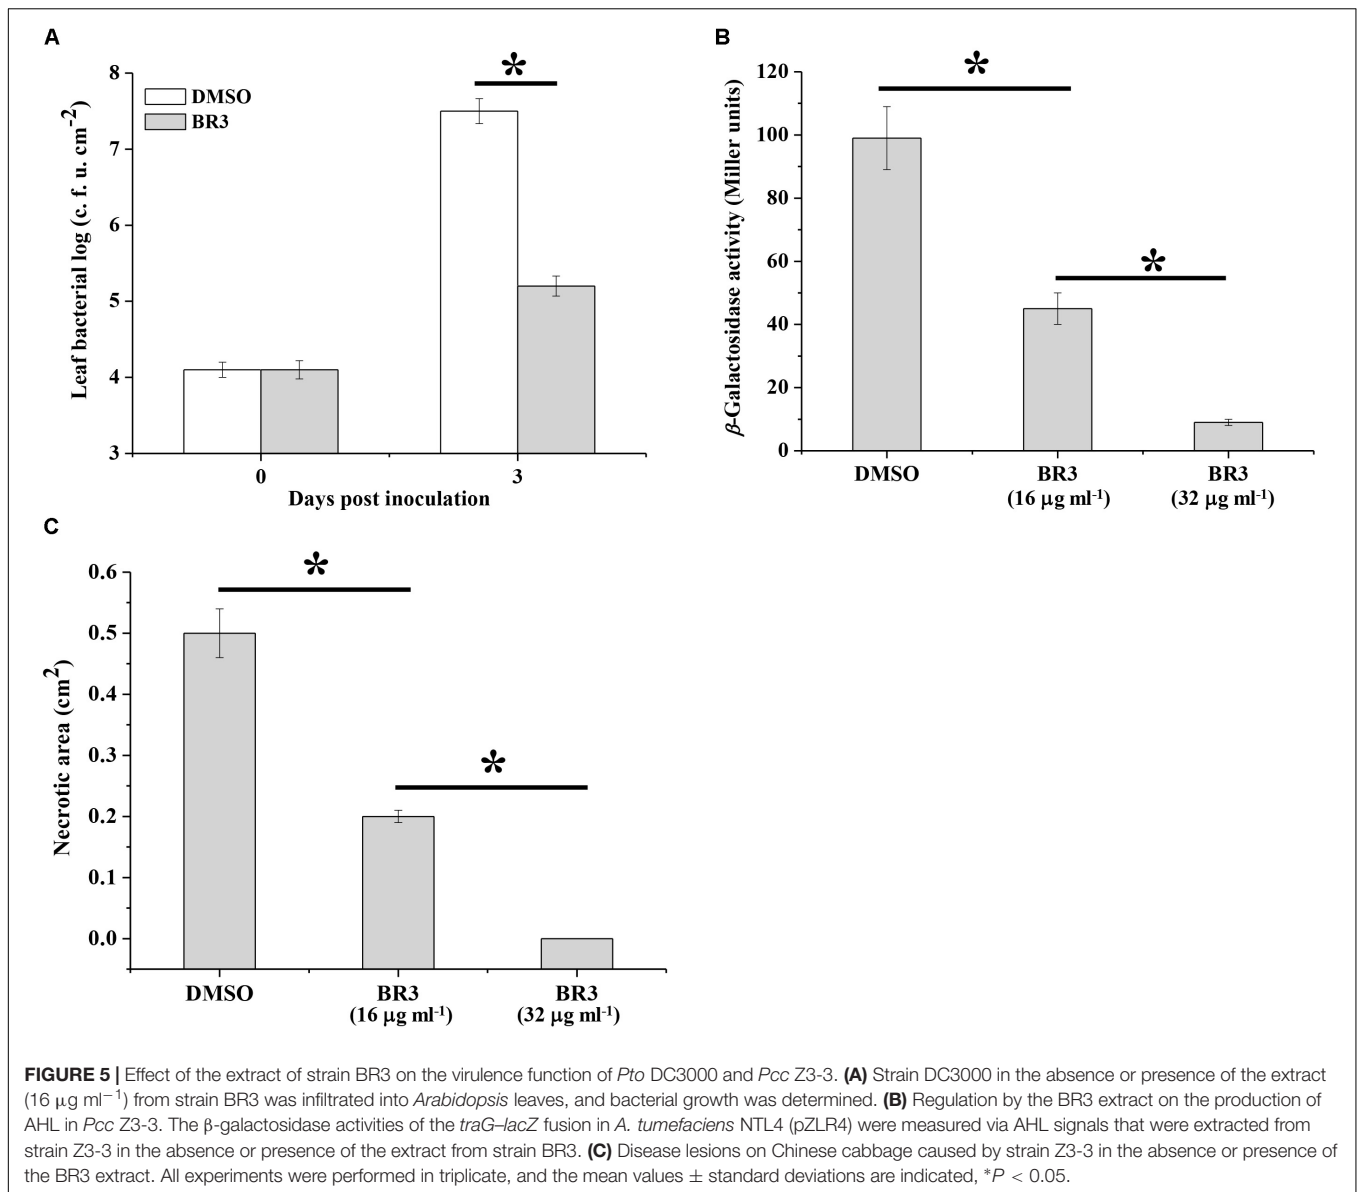 A
8
7
6
5
4
3
Leaf bacterial log (c. f. u. cm-2)
DMSO
BR3
*
0
3
Days post inoculation
B
120
100
80
60
40
20
0
β-Galactosidase activity (Miller units)
*
*
DMSO
BR3
(16 μg ml-1)
BR3
(32 μg ml-1)
C
0.6
0.5
0.4
0.3
0.2
0.1
0.0
Necrotic area (cm2)
*
*
DMSO
BR3
(16 μg ml-1)
BR3
(32 μg ml-1)
FIGURE 5 | Effect of the extract of strain BR3 on the virulence function of Pto DC3000 and Pcc Z3-3. (A) Strain DC3000 in the absence or presence of the extract
(16 μg ml−1) from strain BR3 was infiltrated into Arabidopsis leaves, and bacterial growth was determined. (B) Regulation by the BR3 extract on the production of
AHL in Pcc Z3-3. The β-galactosidase activities of the traG–lacZ fusion in A. tumefaciens NTL4 (pZLR4) were measured via AHL signals that were extracted from
strain Z3-3 in the absence or presence of the extract from strain BR3. (C) Disease lesions on Chinese cabbage caused by strain Z3-3 in the absence or presence of
the BR3 extract. All experiments were performed in triplicate, and the mean values ± standard deviations are indicated, *P < 0.05.